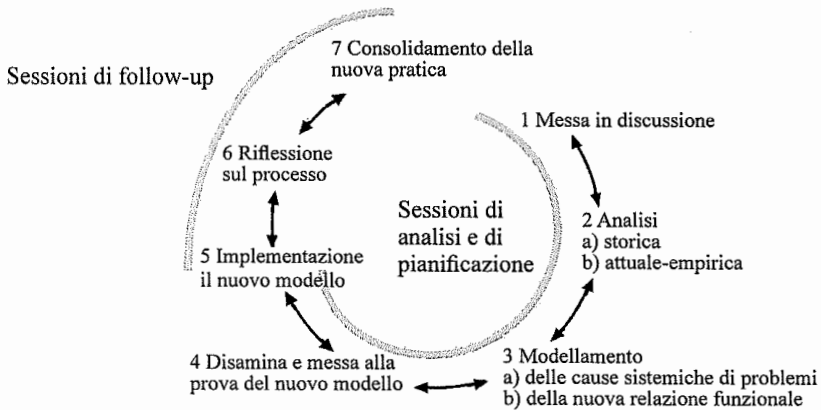 Sessioni di follow-up
7 Consolidamento della
nuova pratica
1 Messa in discussione
6 Riflessione
sul processo
Sessioni di
analisi e di
pianificazione
2 Analisi
a) storica
b) attuale-empirica
5 Implementazione
il nuovo modello
4 Disamina e messa alla
prova del nuovo modello
3 Modellamento
a) delle cause sistemiche di problemi
b) della nuova relazione funzionale